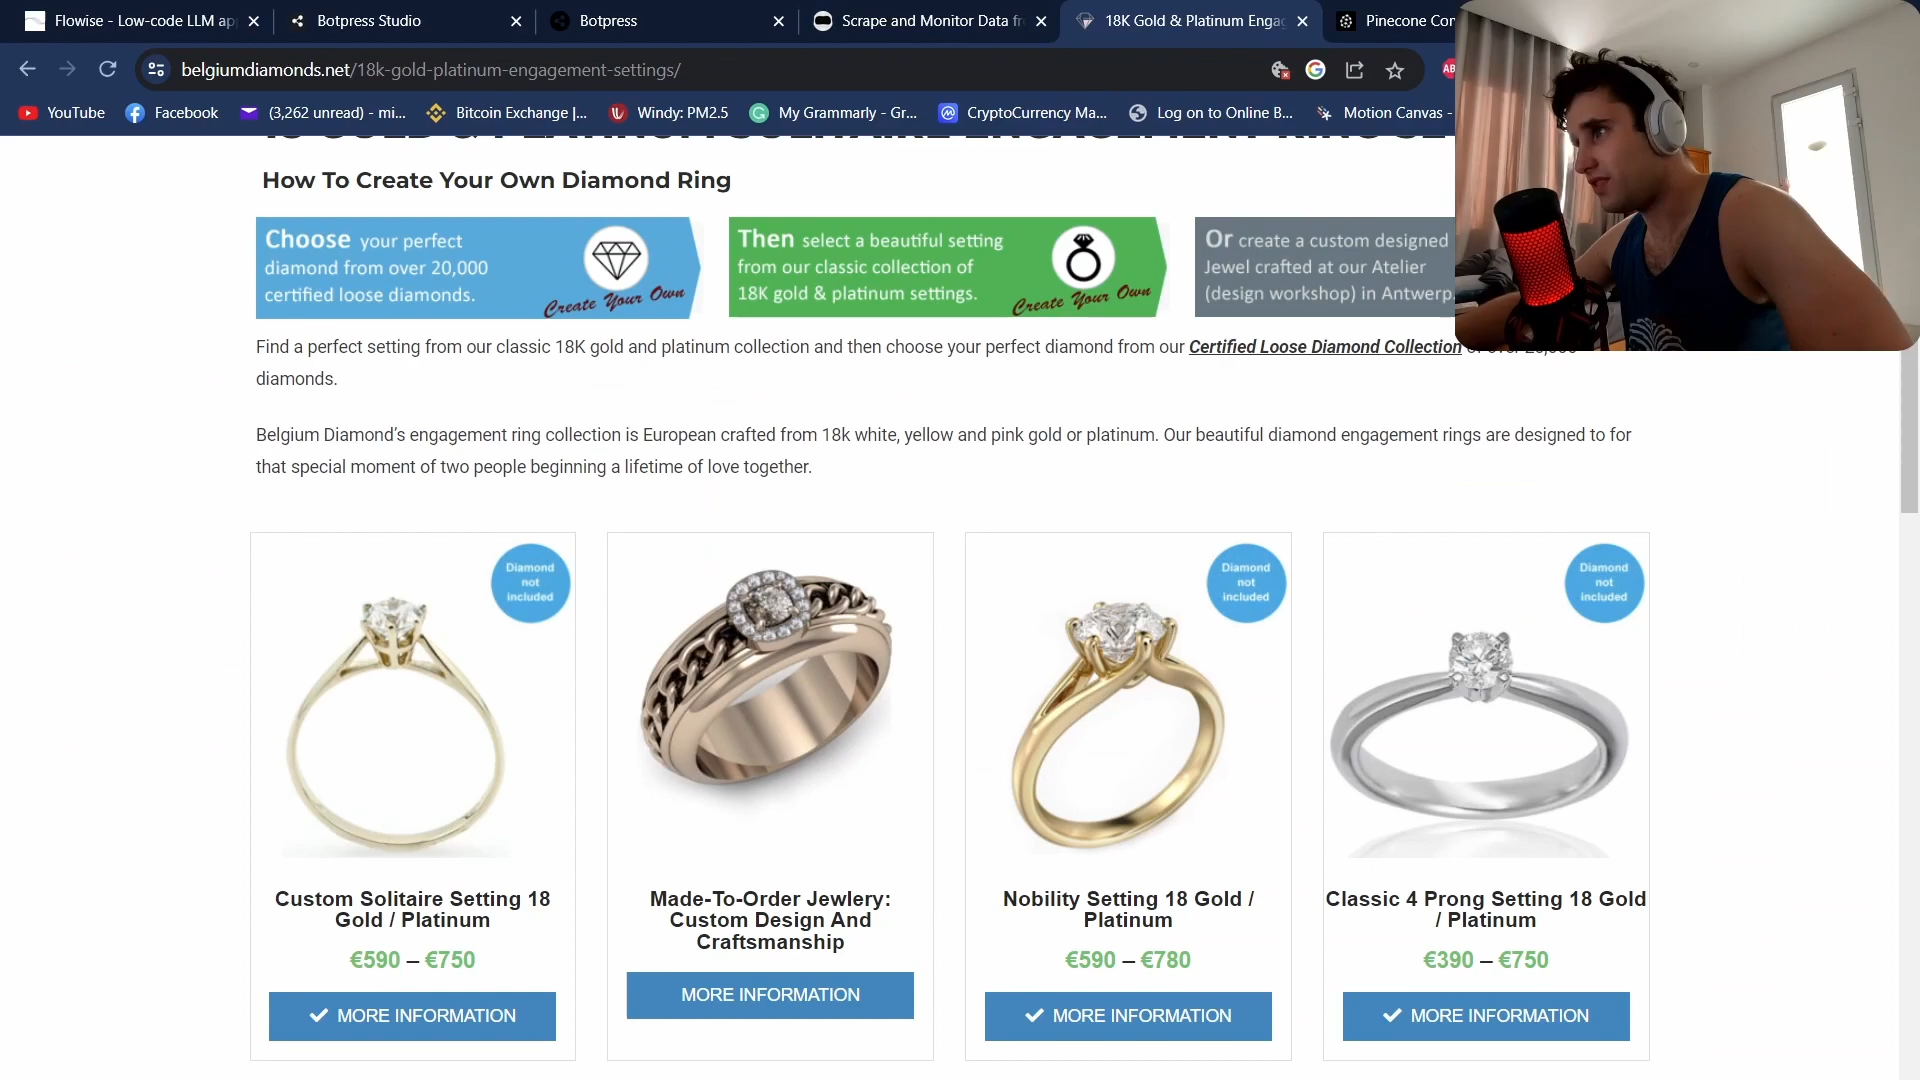 Flowise - Low-code LLM ap
Botpress Studio
Botpress
Scrape and Monitor Data fr
18K Gold & Platinum Engag
Pinecone Con
belgiumdiamonds.net/18k-gold-platinum-engagement-settings/
YouTube
Facebook
(3,262 unread) - mi...
Bitcoin Exchange |...
Windy: PM2.5
My Grammarly - Gr...
CryptoCurrency Ma...
Log on to Online B...
Motion Canvas -
How To Create Your Own Diamond Ring
Choose your perfect
diamond from over 20,000
certified loose diamonds.
Create Your Own
Then select a beautiful setting
from our classic collection of
18K gold & platinum settings.
Create Your Own
Or create a custom designed
Jewel crafted at our Atelier
(design workshop) in Antwerp.
Find a perfect setting from our classic 18K gold and platinum collection and then choose your perfect diamond from our Certified Loose Diamond Collection
diamonds.
Belgium Diamond’s engagement ring collection is European crafted from 18k white, yellow and pink gold or platinum. Our beautiful diamond engagement rings are designed to for
that special moment of two people beginning a lifetime of love together.
Diamond
not
included
Custom Solitaire Setting 18
Gold / Platinum
€590 – €750
MORE INFORMATION
Made-To-Order Jewlery:
Custom Design And
Craftsmanship
MORE INFORMATION
Diamond
not
included
Nobility Setting 18 Gold /
Platinum
€590 – €780
MORE INFORMATION
Diamond
not
included
Classic 4 Prong Setting 18 Gold
/ Platinum
€390 – €750
MORE INFORMATION